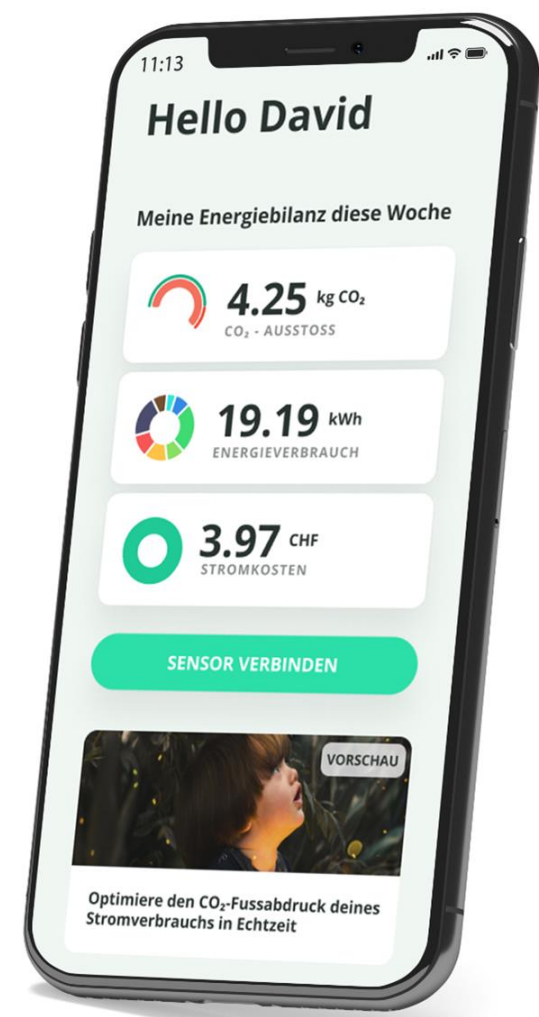 11:13
Hello David
Meine Energiebilanz diese Woche
4.25 kg CO₂
CO₂ - AUSSTOSS
19.19 kWh
ENERGIEVERBRAUCH
3.97 CHF
STROMKOSTEN
SENSOR VERBINDEN
VORSCHAU
Optimiere den CO₂-Fussabdruck deines
Stromverbrauchs in Echtzeit